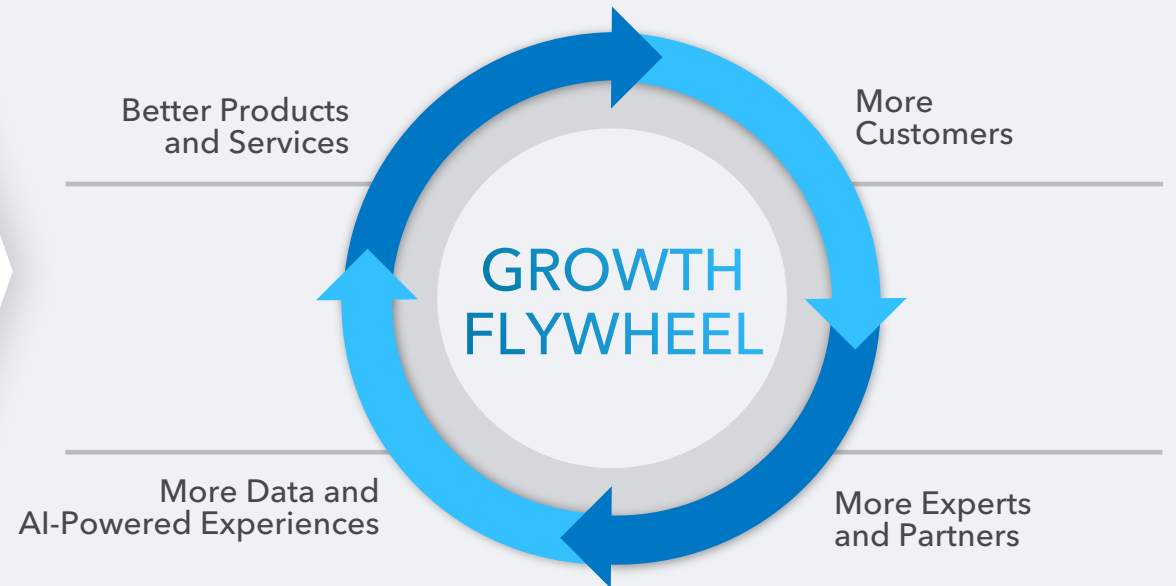 Better Products
and Services
More
Customers
GROWTH
FLYWHEEL
More Data and
AI-Powered Experiences
More Experts
and Partners